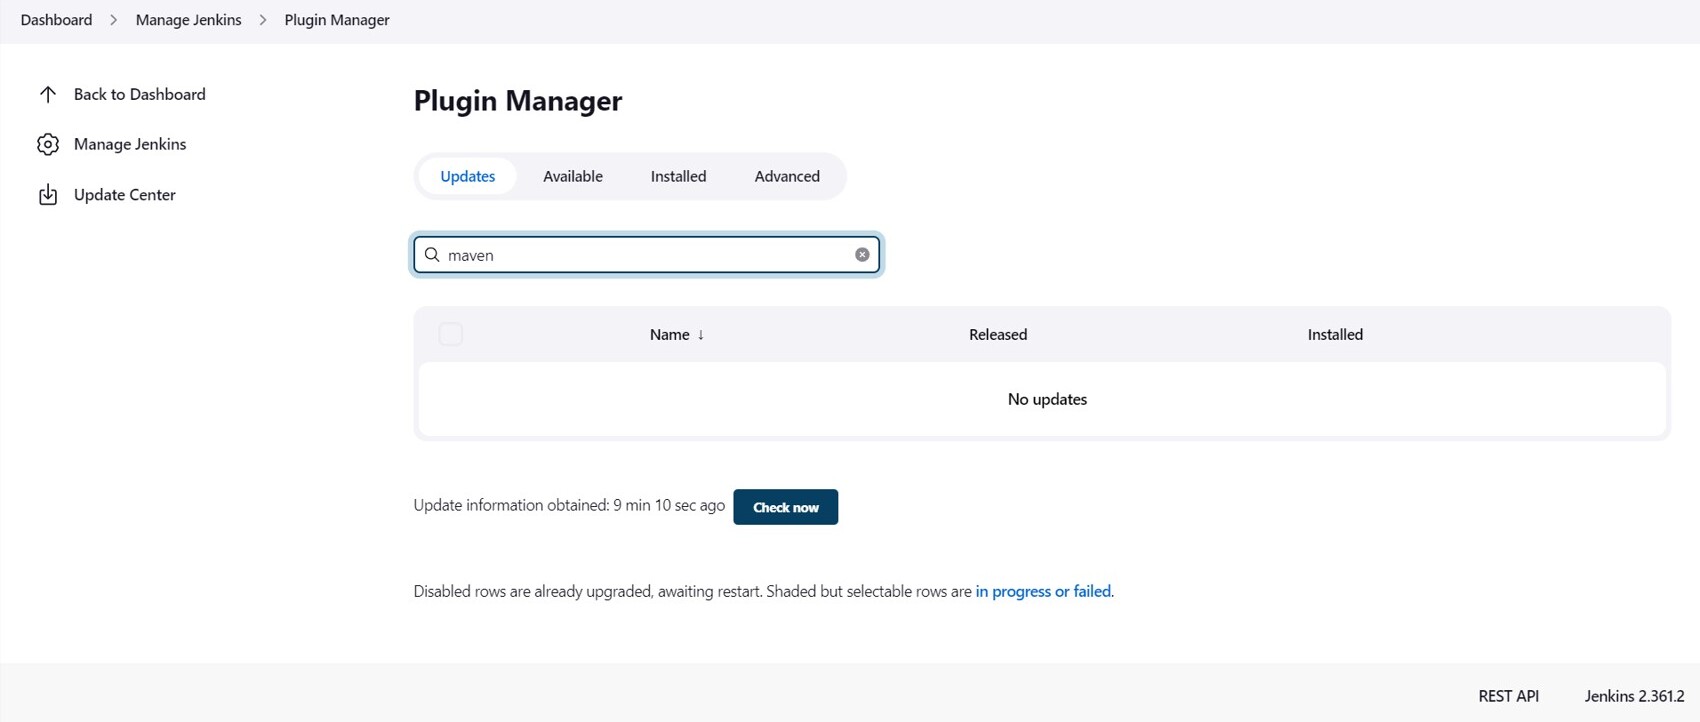 Dashboard > Manage Jenkins > Plugin Manager
Back to Dashboard
Manage Jenkins
Update Center
Plugin Manager
Updates Available Installed Advanced
maven
Name ↓ Released Installed
No updates
Update information obtained: 9 min 10 sec ago Check now
Disabled rows are already upgraded, awaiting restart. Shaded but selectable rows are in progress or failed.
REST API Jenkins 2.361.2